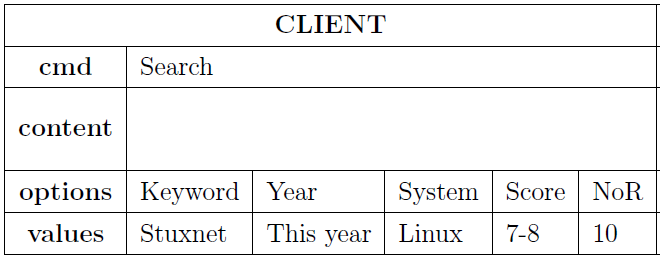 CLIENT
cmd Search
content
options Keyword Year System Score NoR
values Stuxnet This year Linux 7-8 10